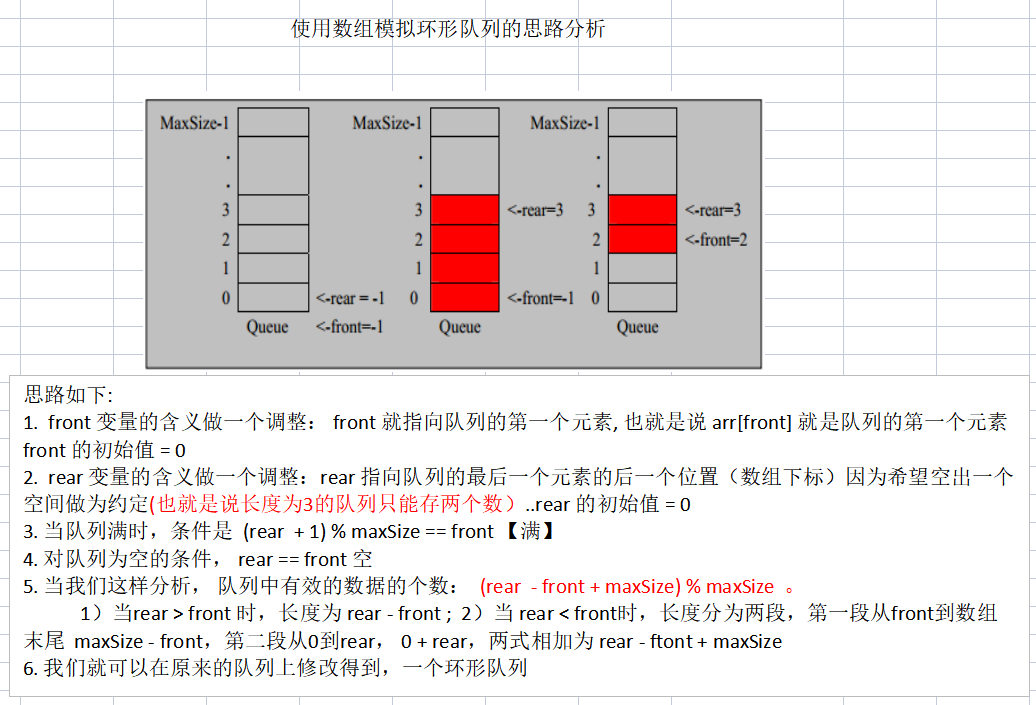 使用数组模拟环形队列的思路分析
MaxSize-1 MaxSize-1 MaxSize-1
. . .
. . .
3 3 <-rear=3 3 <-rear=3
2 2 2 <-front=2
1 1 1
0 <-rear = -1 0 <-front=-1 0
Queue <-front=-1 Queue Queue
思路如下:
1. front 变量的含义做一个调整： front 就指向队列的第一个元素, 也就是说 arr[front] 就是队列的第一个元素
front 的初始值 = 0
2. rear 变量的含义做一个调整：rear 指向队列的最后一个元素的后一个位置（数组下标）因为希望空出一个
空间做为约定(也就是说长度为3的队列只能存两个数）..rear 的初始值 = 0
3. 当队列满时，条件是 (rear + 1) % maxSize == front 【满】
4. 对队列为空的条件， rear == front 空
5. 当我们这样分析， 队列中有效的数据的个数： (rear - front + maxSize) % maxSize 。
1）当rear > front 时，长度为 rear - front ; 2）当 rear < front时，长度分为两段，第一段从front到数组
末尾 maxSize - front，第二段从0到rear， 0 + rear，两式相加为 rear - ftont + maxSize
6. 我们就可以在原来的队列上修改得到，一个环形队列